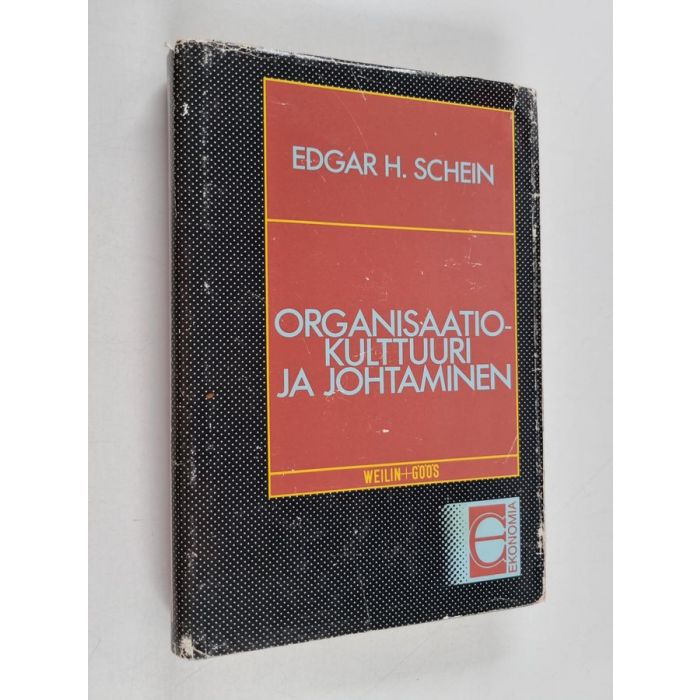 EDGAR H. SCHEIN
ORGANISAATIO-
KULTTUURI
JA JOHTAMINEN
WEILIN+GÖÖS
e
EKONOMIA